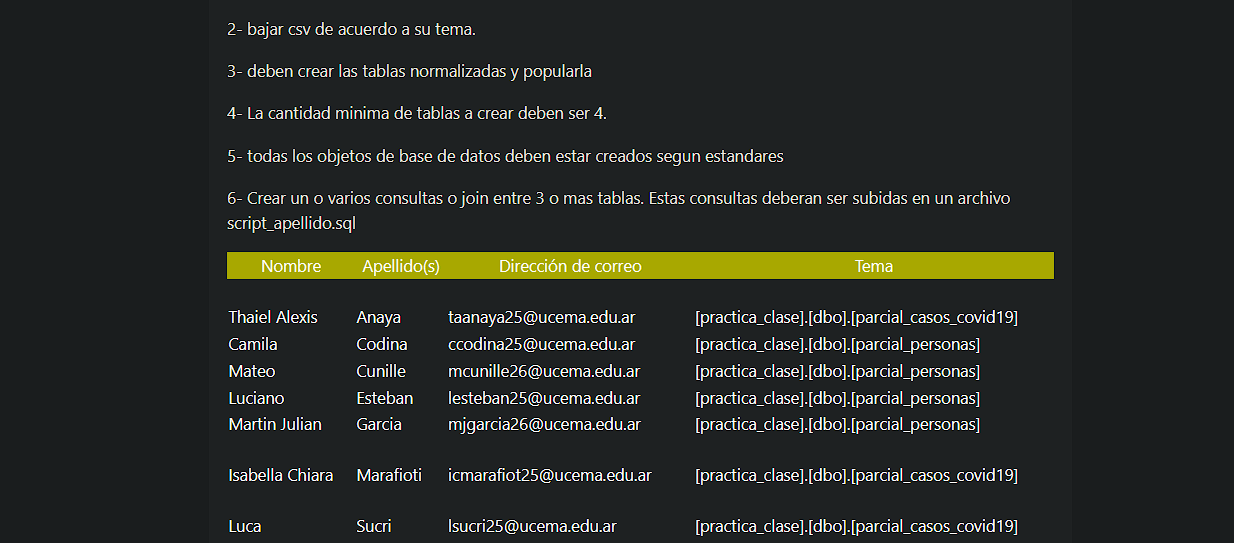 2- bajar csv de acuerdo a su tema.
3- deben crear las tablas normalizadas y popularla
4- La cantidad minima de tablas a crear deben ser 4.
5- todas los objetos de base de datos deben estar creados segun estandares
6- Crear un o varios consultas o join entre 3 o mas tablas. Estas consultas deberan ser subidas en un archivo
script_apellido.sql
Nombre Apellido(s) Dirección de correo Tema
Thaiel Alexis Anaya taanaya25@ucema.edu.ar [practica_clase].[dbo].[parcial_casos_covid19]
Camila Codina ccodina25@ucema.edu.ar [practica_clase].[dbo].[parcial_personas]
Mateo Cunille mcunille26@ucema.edu.ar [practica_clase].[dbo].[parcial_personas]
Luciano Esteban lesteban25@ucema.edu.ar [practica_clase].[dbo].[parcial_personas]
Martin Julian Garcia mjgarcia26@ucema.edu.ar [practica_clase].[dbo].[parcial_personas]
Isabella Chiara Marafioti icmarafiot25@ucema.edu.ar [practica_clase].[dbo].[parcial_casos_covid19]
Luca Sucri lsucri25@ucema.edu.ar [practica_clase].[dbo].[parcial_casos_covid19]